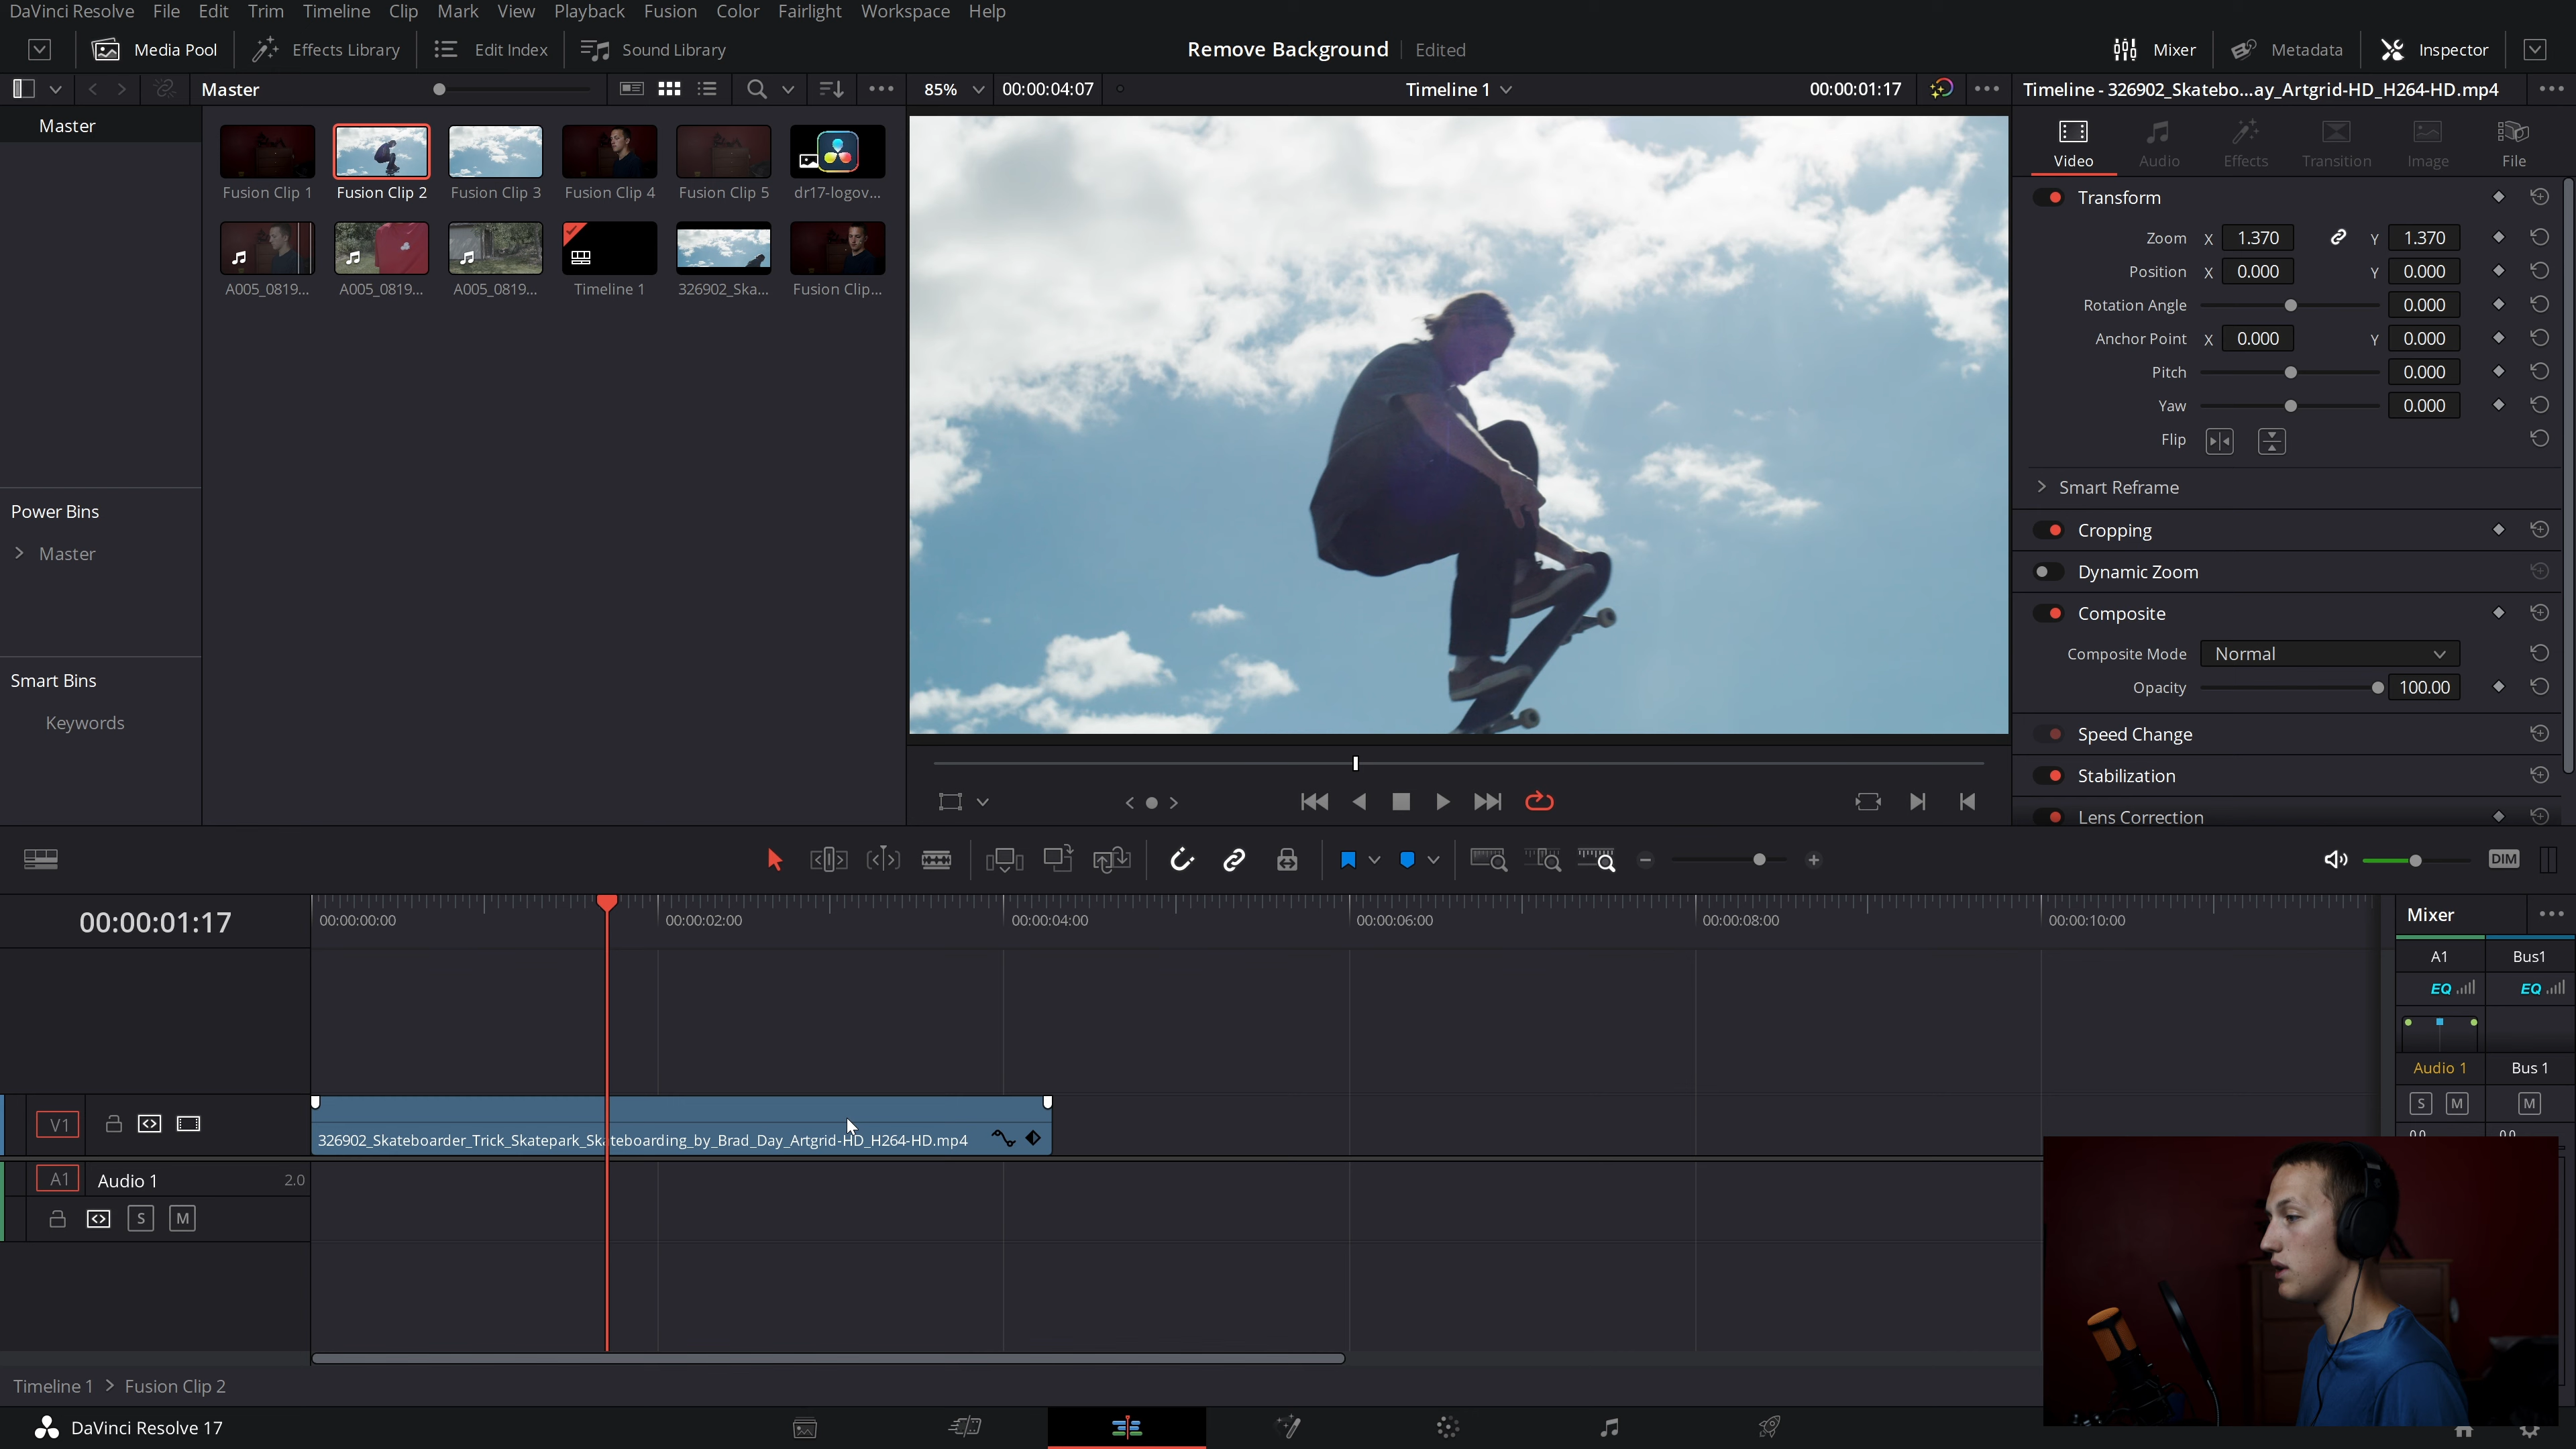 DaVinci Resolve File Edit Trim Timeline Clip Mark View Playback Fusion Color Fairlight Workspace Help
Media Pool Effects Library Edit Index Sound Library Remove Background Edited Mixer Metadata Inspector
Master 85% 00:00:04:07 Timeline 1 00:00:01:17 Timeline - 326902_Skatebo...ay_Artgrid-HD_H264-HD.mp4
Master
Fusion Clip 1 Fusion Clip 2 Fusion Clip 3 Fusion Clip 4 Fusion Clip 5 dr17-logov...
A005_0819... A005_0819... A005_0819... Timeline 1 326902_Ska... Fusion Clip...
Power Bins
Master
Smart Bins
Keywords
Video Audio Effects Transition Image File
Transform
Zoom X 1.370 Y 1.370
Position X 0.000 Y 0.000
Rotation Angle 0.000
Anchor Point X 0.000 Y 0.000
Pitch 0.000
Yaw 0.000
Flip
Smart Reframe
Cropping
Dynamic Zoom
Composite
Composite Mode Normal
Opacity 100.00
Speed Change
Stabilization
Lens Correction
DIM
00:00:01:17 00:00:00:00 00:00:02:00 00:00:04:00 00:00:06:00 00:00:08:00 00:00:10:00
V1
326902_Skateboarder_Trick_Skatepark_Skateboarding_by_Brad_Day_Artgrid-HD_H264-HD.mp4
A1 Audio 1 2.0
S M
Mixer
A1 Bus1
EQ EQ
Audio 1 Bus 1
S M M
0.0 0.0
Timeline 1 > Fusion Clip 2
DaVinci Resolve 17